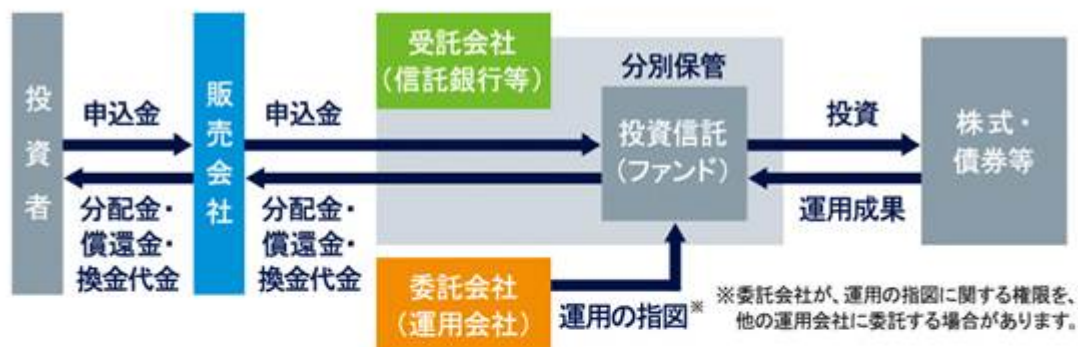 投資者
申込金
分配金・
償還金・
換金代金
販売会社
申込金
分配金・
償還金・
換金代金
受託会社
(信託銀行等)
分別保管
投資信託
(ファンド)
委託会社
(運用会社)
運用の指図※
投資
運用成果
株式・
債券等
※委託会社が、運用の指図に関する権限を、
他の運用会社に委託する場合があります。